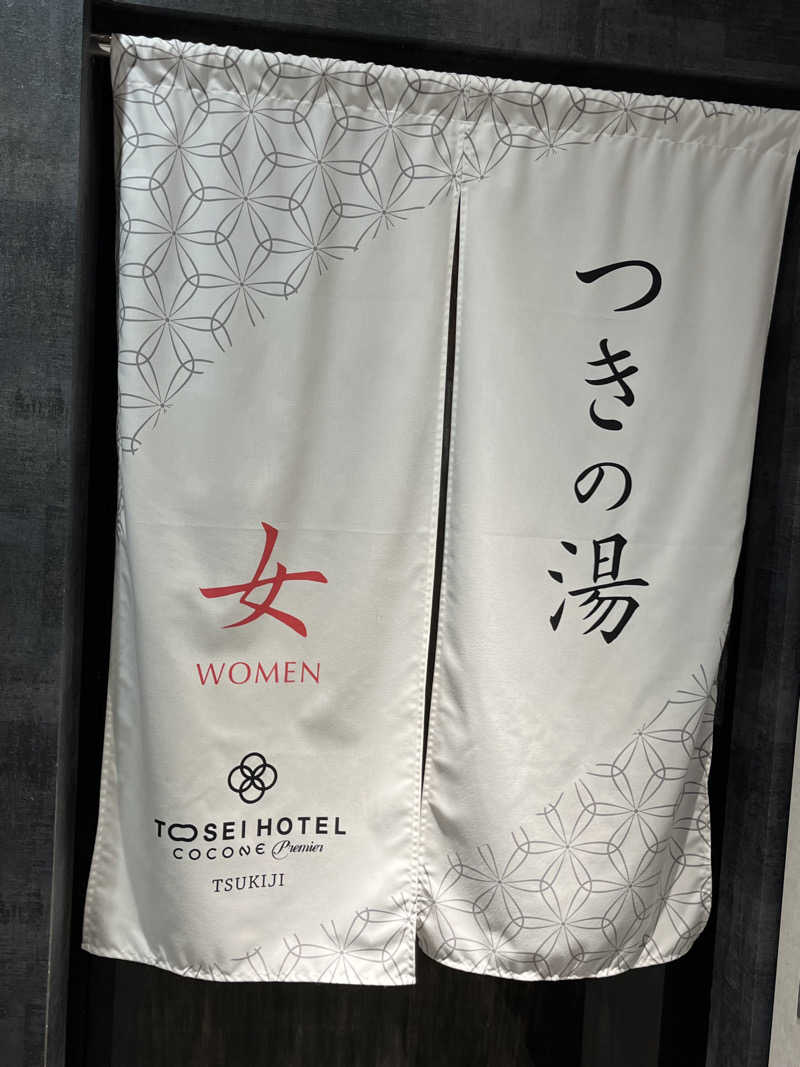 つきの湯
女
WOMEN
TOSEI HOTEL
COCONE Premier
TSUKIJI